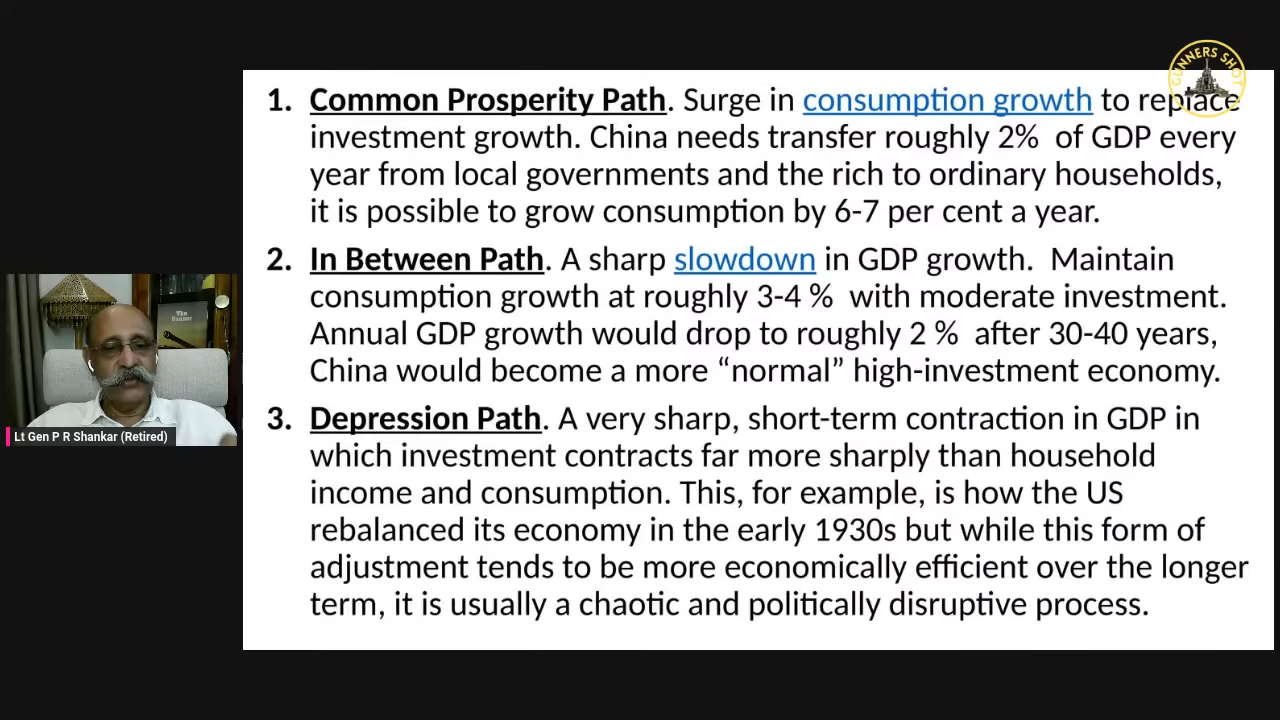 GUNNERS SHOT
1. Common Prosperity Path. Surge in consumption growth to replace
investment growth. China needs transfer roughly 2% of GDP every
year from local governments and the rich to ordinary households,
it is possible to grow consumption by 6-7 per cent a year.
2. In Between Path. A sharp slowdown in GDP growth. Maintain
consumption growth at roughly 3-4 % with moderate investment.
Annual GDP growth would drop to roughly 2 % after 30-40 years,
China would become a more “normal” high-investment economy.
3. Depression Path. A very sharp, short-term contraction in GDP in
which investment contracts far more sharply than household
income and consumption. This, for example, is how the US
rebalanced its economy in the early 1930s but while this form of
adjustment tends to be more economically efficient over the longer
term, it is usually a chaotic and politically disruptive process.
The
Gunner
Lt Gen P R Shankar (Retired)